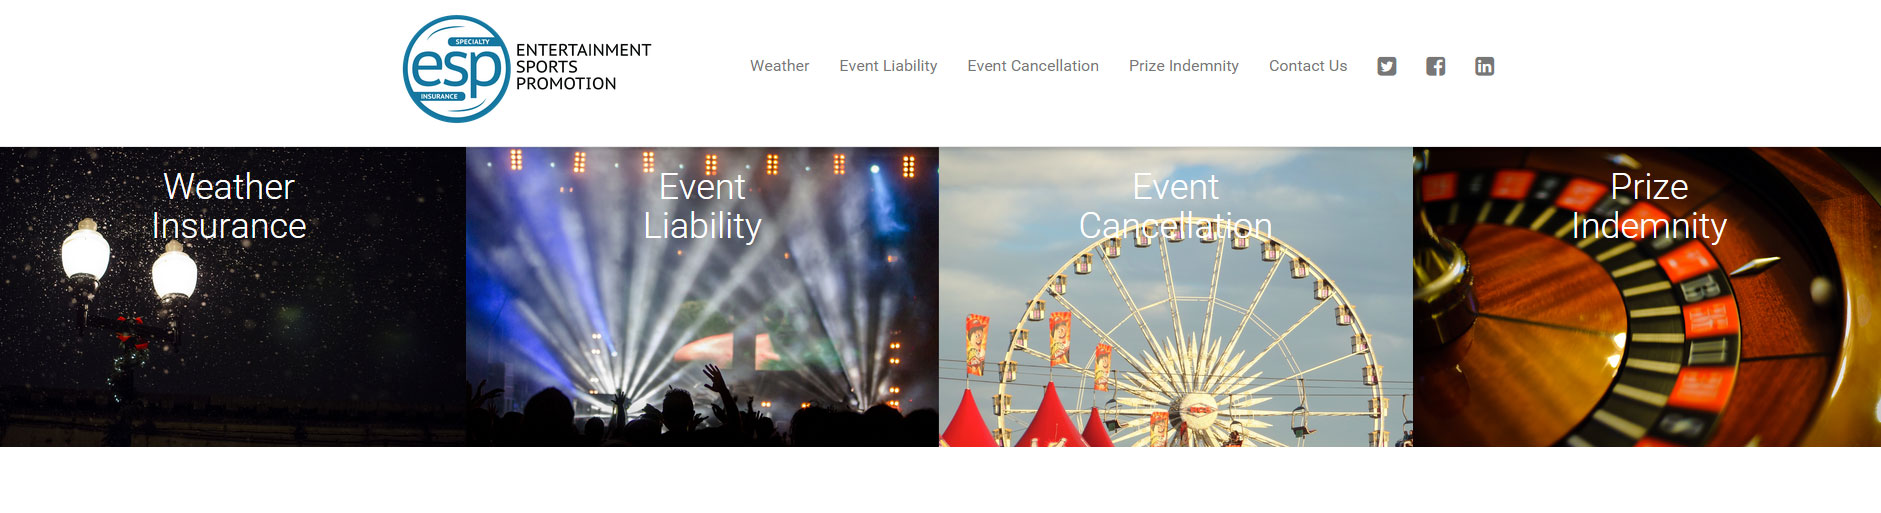 SPECIALTY
esp
INSURANCE
ENTERTAINMENT
SPORTS
PROMOTION
Weather
Event Liability
Event Cancellation
Prize Indemnity
Contact Us
in
Weather
Insurance
Event
Liability
Event
Cancellation
Prize
Indemnity